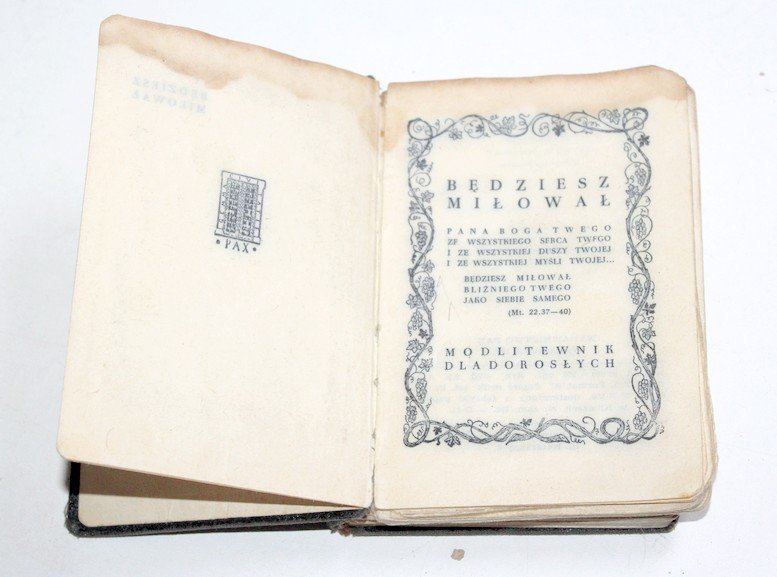 PAX
BĘDZIESZ
MIŁOWAŁ
PANA BOGA TWEGO
ZE WSZYSTKIEGO SERCA TWEGO
I ZE WSZYSTKIEJ DUSZY TWOJEJ
I ZE WSZYSTKIEJ MYŚLI TWOJEJ...
BĘDZIESZ MIŁOWAŁ
BLIŹNIEGO TWEGO
JAKO SIEBIE SAMEGO
(Mt. 22.37—40)
MODLITEWNIK
DLA DOROSŁYCH